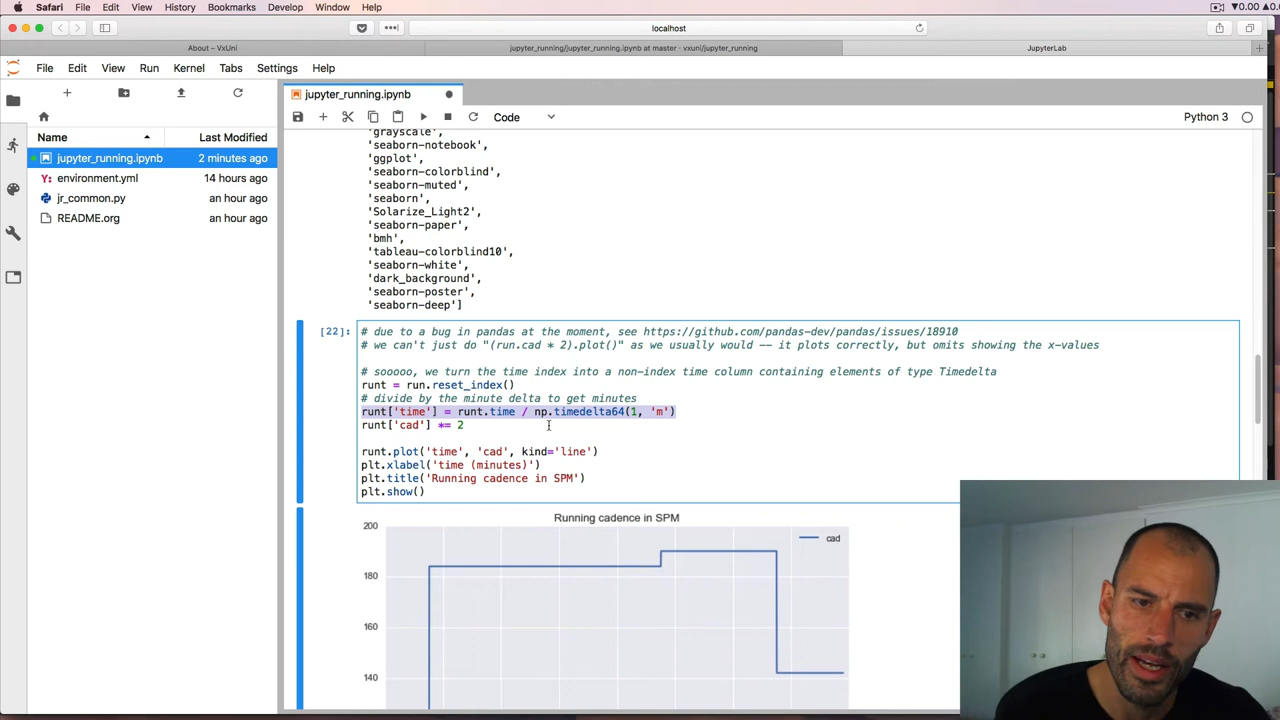 Safari File Edit View History Bookmarks Develop Window Help
localhost
About – VxUni
jupyter_running/jupyter_running.ipynb at master · vxuni/jupyter_running
JupyterLab
File Edit View Run Kernel Tabs Settings Help
jupyter_running.ipynb
Code
Python 3
Name Last Modified
jupyter_running.ipynb 2 minutes ago
Y: environment.yml 14 hours ago
jr_common.py an hour ago
README.org an hour ago
'grayscale',
'seaborn-notebook',
'ggplot',
'seaborn-colorblind',
'seaborn-muted',
'seaborn',
'Solarize_Light2',
'seaborn-paper',
'bmh',
'tableau-colorblind10',
'seaborn-white',
'dark_background',
'seaborn-poster',
'seaborn-deep']
[22]: # due to a bug in pandas at the moment, see https://github.com/pandas-dev/pandas/issues/18910
# we can't just do "(run.cad * 2).plot()" as we usually would -- it plots correctly, but omits showing the x-values
# sooooo, we turn the time index into a non-index time column containing elements of type Timedelta
runt = run.reset_index()
# divide by the minute delta to get minutes
runt['time'] = runt.time / np.timedelta64(1, 'm')
runt['cad'] *= 2
runt.plot('time', 'cad', kind='line')
plt.xlabel('time (minutes)')
plt.title('Running cadence in SPM')
plt.show()
Running cadence in SPM
200
cad
180
160
140